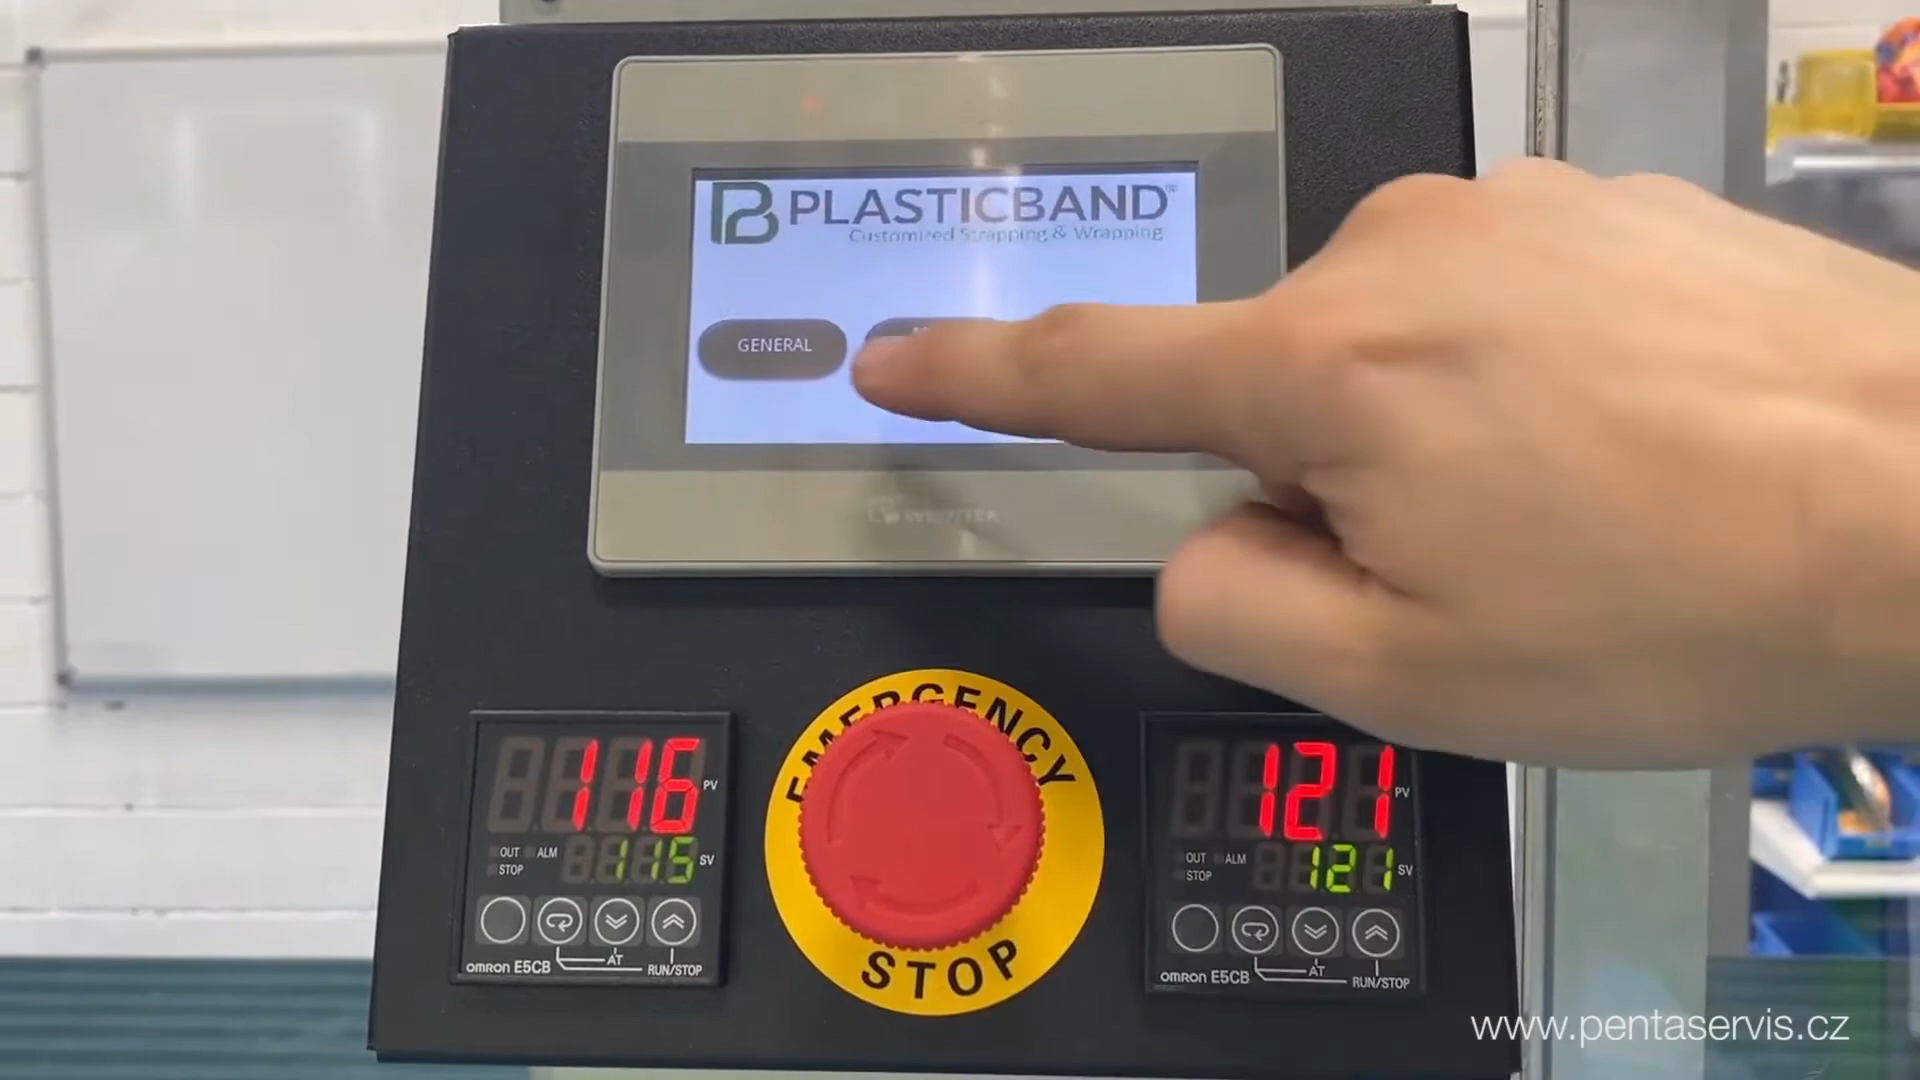 PLASTICBAND®
Customized Strapping & Wrapping
GENERAL
EMERGENCY
STOP
116 PV
OUT ALM 115 SV
STOP
AT
omron E5CB RUN/STOP
121 PV
OUT ALM 121 SV
STOP
AT
omron E5CB RUN/STOP
www.pentaservis.cz